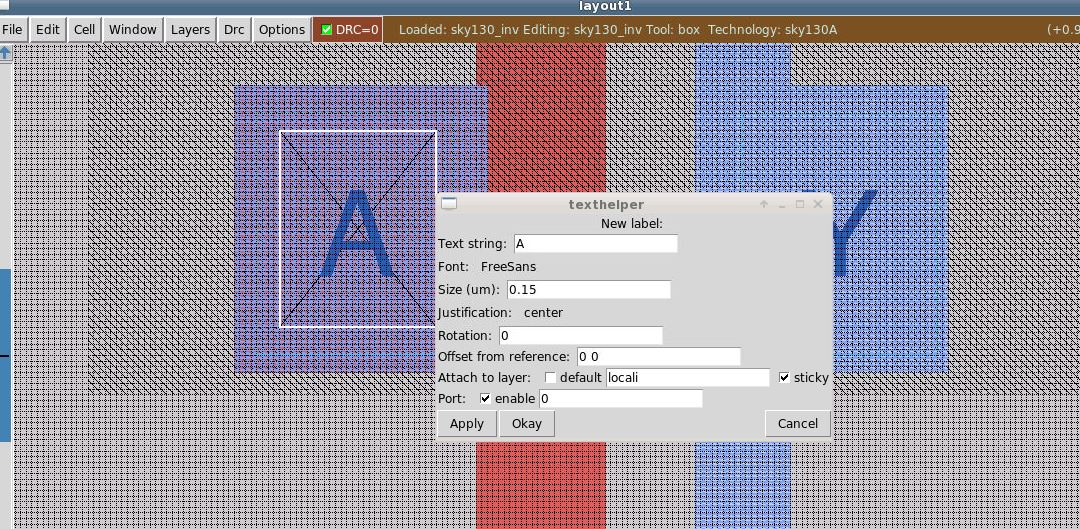 layout1
File Edit Cell Window Layers Drc Options DRC=0 Loaded: sky130_inv Editing: sky130_inv Tool: box Technology: sky130A (+0.9
A
Y
texthelper
New label:
Text string: A
Font: FreeSans
Size (um): 0.15
Justification: center
Rotation: 0
Offset from reference: 0 0
Attach to layer: default locali sticky
Port: enable 0
Apply Okay Cancel